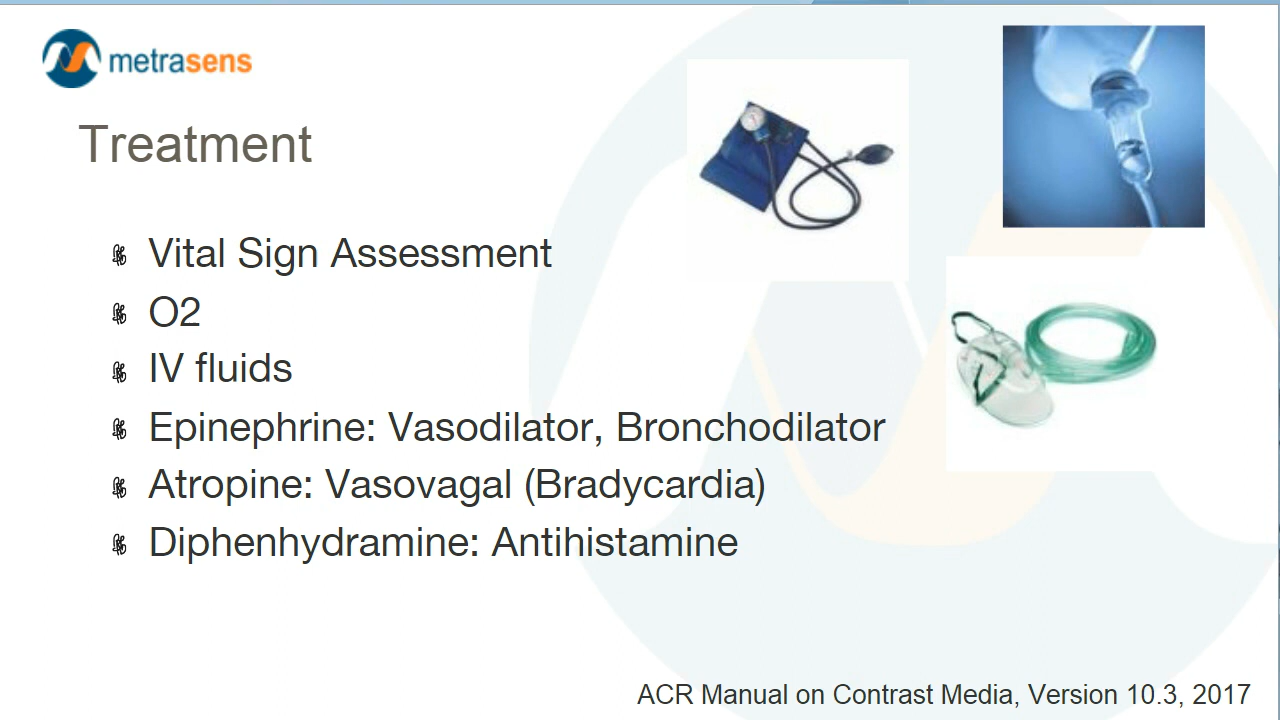 metrasens
Treatment
Vital Sign Assessment
O2
IV fluids
Epinephrine: Vasodilator, Bronchodilator
Atropine: Vasovagal (Bradycardia)
Diphenhydramine: Antihistamine
ACR Manual on Contrast Media, Version 10.3, 2017